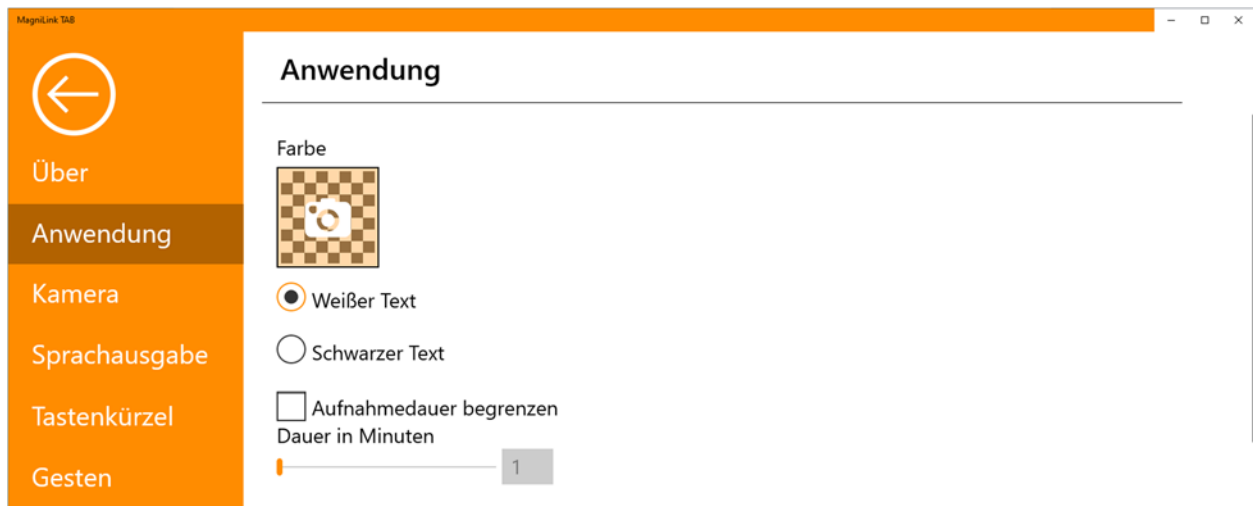 MagniLink TAB
Anwendung
Über
Anwendung
Kamera
Sprachausgabe
Tastenkürzel
Gesten
Farbe
Weißer Text
Schwarzer Text
Aufnahmedauer begrenzen
Dauer in Minuten
1